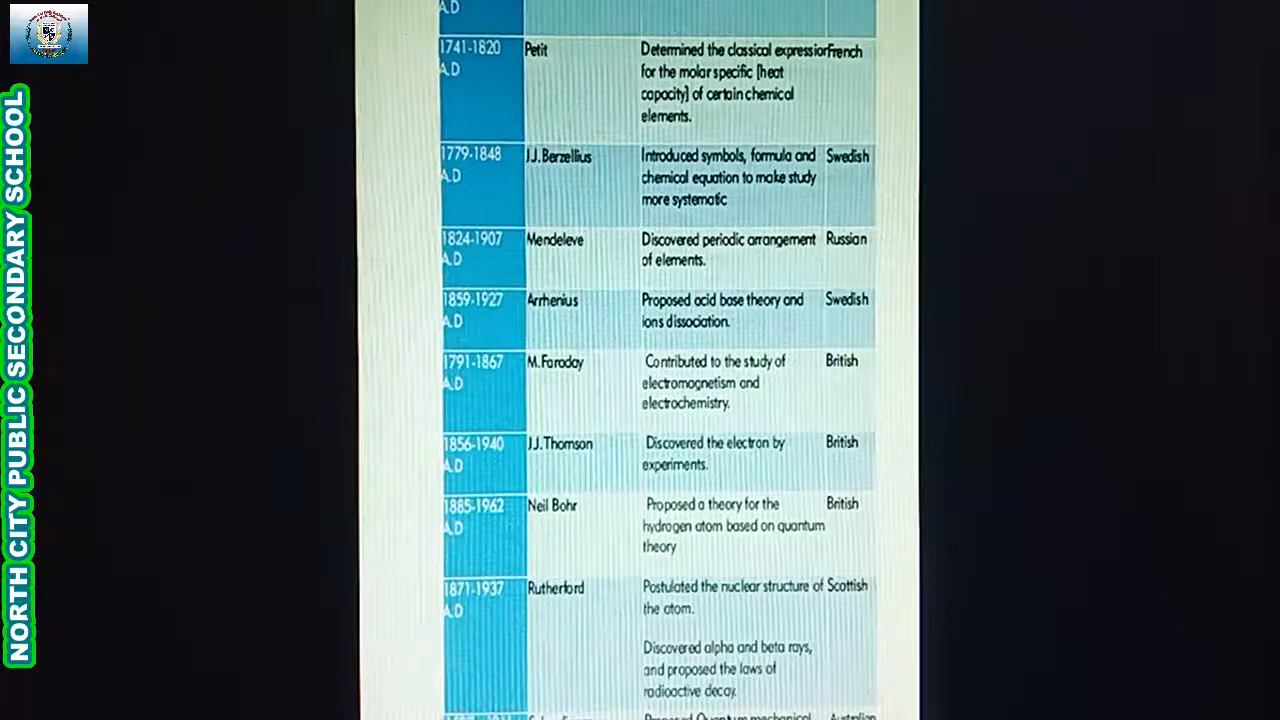 NORTH CITY PUBLIC SECONDARY SCHOOL
A.D
1741-1820
A.D
Petit
Determined the classical expression
for the molar specific [heat
capacity] of certain chemical
elements.
French
1779-1848
A.D
J.J.Berzellius
Introduced symbols, formula and
chemical equation to make study
more systematic
Swedish
1824-1907
A.D
Mendeleve
Discovered periodic arrangement
of elements.
Russian
1859-1927
A.D
Arrhenius
Proposed acid base theory and
ions dissociation.
Swedish
1791-1867
A.D
M.Faraday
Contributed to the study of
electromagnetism and
electrochemistry.
British
1856-1940
A.D
J.J.Thomson
Discovered the electron by
experiments.
British
1885-1962
A.D
Neil Bohr
Proposed a theory for the
hydrogen atom based on quantum
theory
British
1871-1937
A.D
Rutherford
Postulated the nuclear structure of
the atom.
Discovered alpha and beta rays,
and proposed the laws of
radioactive decay.
Scottish
Proposed Quantum mechanical